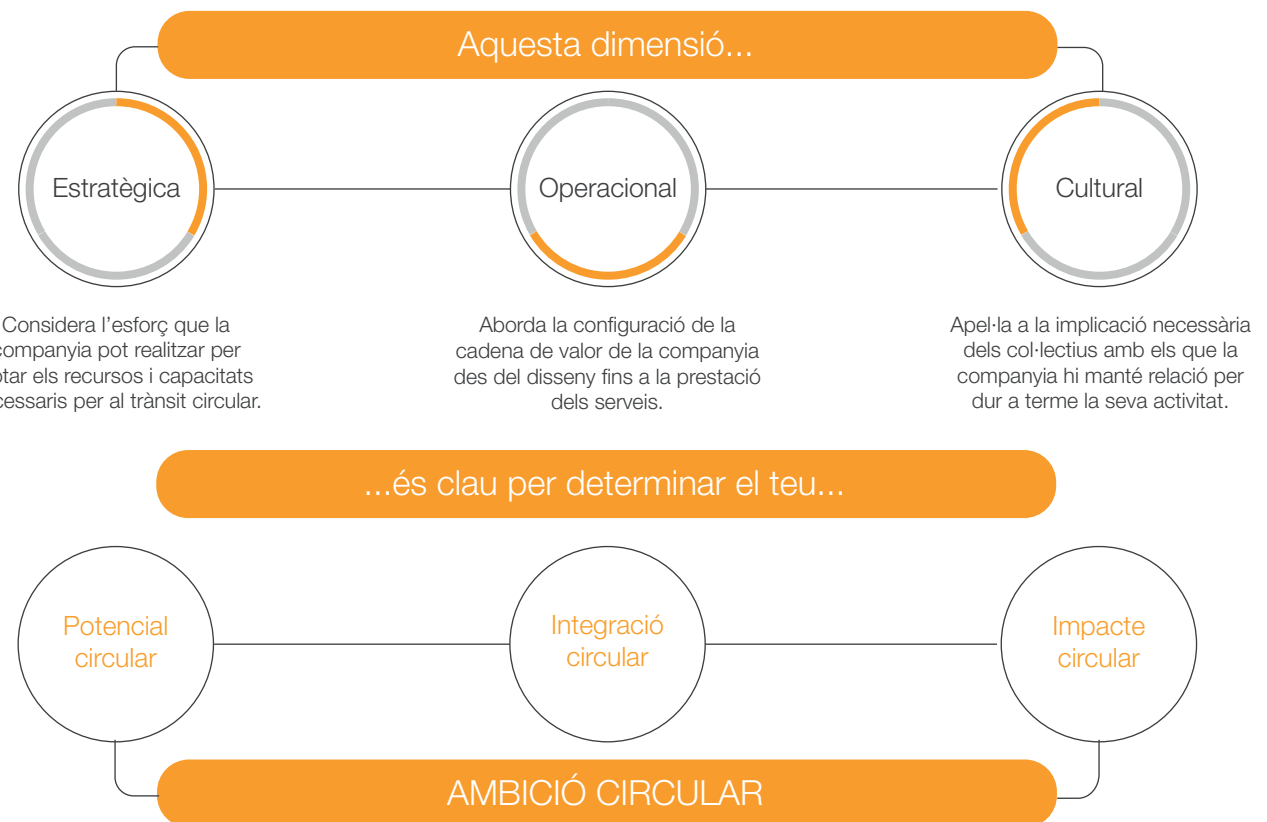 Aquesta dimensió...
Estratègica
Operacional
Cultural
Considera l’esforç que la
companyia pot realitzar per
els recursos i capacitats
per al trànsit circular.
Aborda la configuració de la
cadena de valor de la companyia
des del disseny fins a la prestació
dels serveis.
Apel·la a la implicació necessària
dels col·lectius amb els que la
companyia hi manté relació per
dur a terme la seva activitat.
...és clau per determinar el teu...
Potencial
circular
Integració
circular
Impacte
circular
AMBICIÓ CIRCULAR